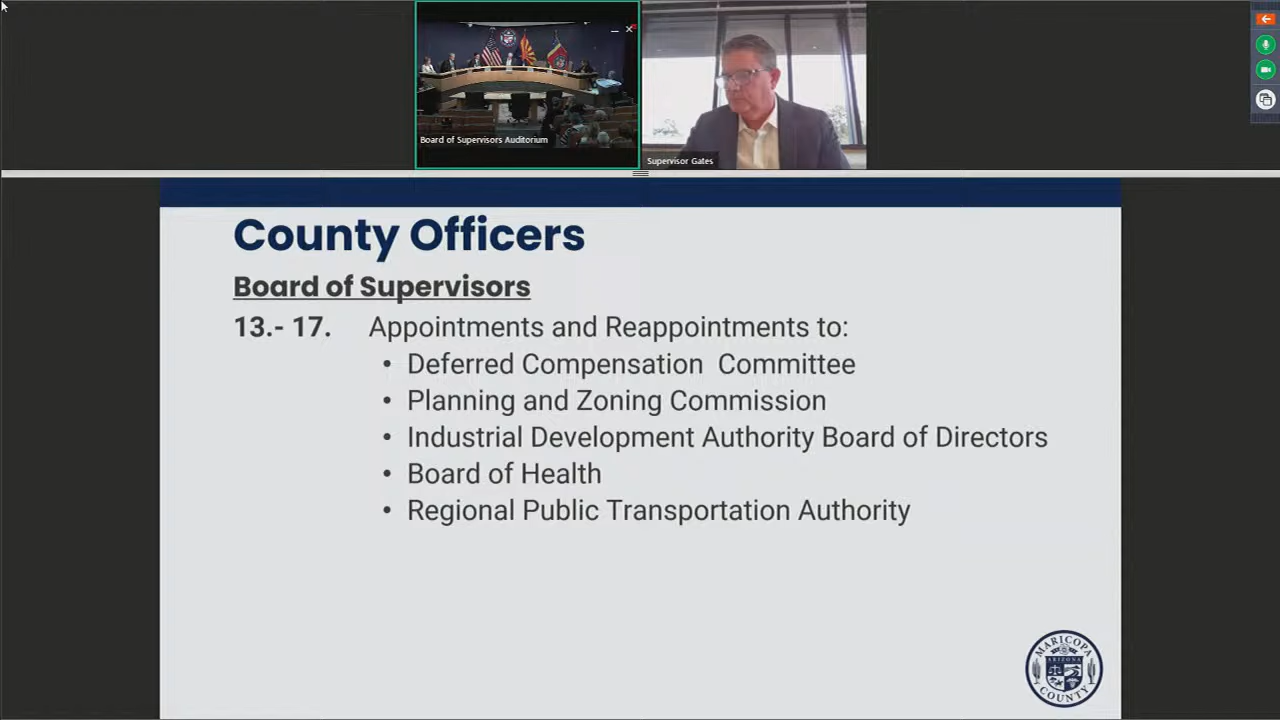 Board of Supervisors Auditorium
Supervisor Gates
County Officers
Board of Supervisors
13.- 17. Appointments and Reappointments to:
• Deferred Compensation  Committee
• Planning and Zoning Commission
• Industrial Development Authority Board of Directors
• Board of Health
• Regional Public Transportation Authority
MARICOPA
ARIZONA
COUNTY